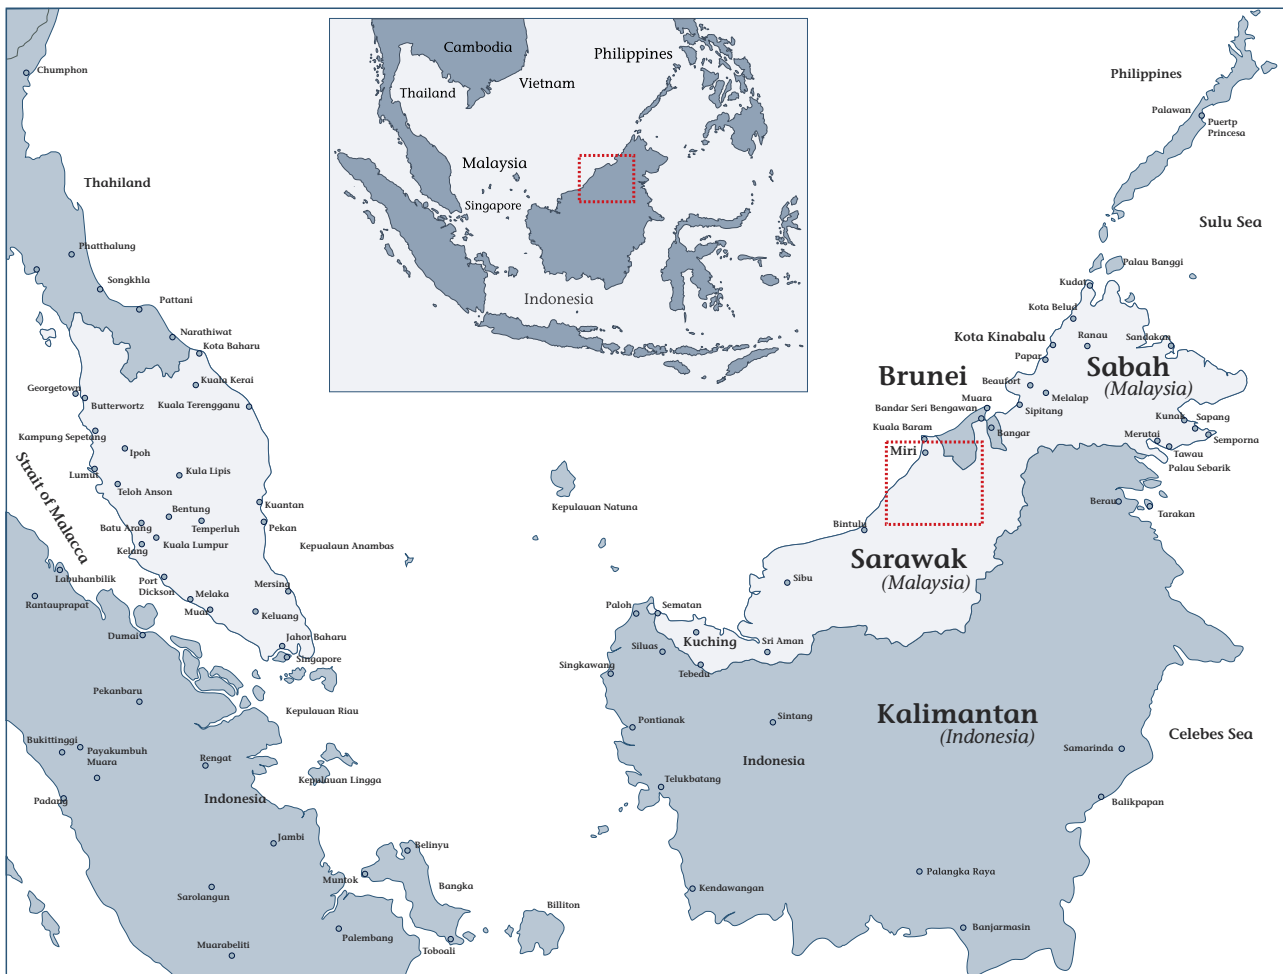 Cambodia
Philippines
Vietnam
Thailand
Malaysia
Singapore
Indonesia
Chumphon
Thahiland
Phatthalung
Songkhla
Pattani
Narathiwat
Kota Baharu
Kuala Kerai
Georgetown
Butterwortz
Kuala Terengganu
Kampung Sepetang
Ipoh
Lumut
Kula Lipis
Teloh Anson
Strait of Malacca
Bentung
Kuantan
Batu Arang
Temperluh
Pekan
Kelang
Kuala Lumpur
Kepualaun Anambas
Labuhanbilik
Port
Dickson
Melaka
Mersing
Rantauprapat
Muar
Keluang
Dumai
Jahor Baharu
Singapore
Pekanbaru
Kepulauan Riau
Bukittinggi
Payakumbuh
Muara
Rengat
Kepulauan Lingga
Padang
Indonesia
Jambi
Belinyu
Muntok
Bangka
Sarolangun
Billiton
Palembang
Muarabeliti
Toboali
Kepulauan Natuna
Philippines
Palawan
Puertp
Princesa
Sulu Sea
Palau Banggi
Kudat
Kota Belud
Kota Kinabalu
Ranau
Sandakan
Papar
Sabah
(Malaysia)
Brunei
Beaufort
Melalap
Muara
Bandar Seri Bengawan
Sipitang
Kunak
Sapang
Kuala Baram
Bangar
Merutai
Semporna
Miri
Tawau
Palau Sebarik
Berau
Tarakan
Bintulu
Sarawak
(Malaysia)
Sibu
Paloh
Sematan
Kuching
Siluas
Sri Aman
Singkawang
Tebedu
Pontianak
Sintang
Kalimantan
(Indonesia)
Celebes Sea
Samarinda
Indonesia
Telukbatang
Balikpapan
Palangka Raya
Kendawangan
Banjarmasin